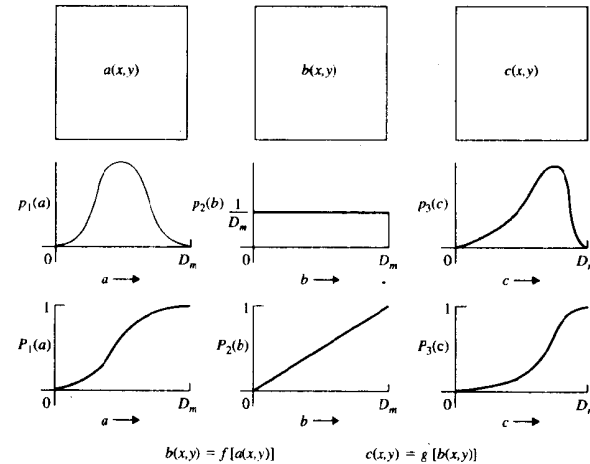 a(x,y) b(x,y) c(x,y)
p₁(a) p₂(b) 1/Dₘ p₃(c)
0 Dₘ 0 Dₘ 0
a → b → c →
1 1 1
P₁(a) P₂(b) P₃(c)
0 Dₘ 0 Dₘ 0
a → b → c →
b(x,y) = f [a(x,y)] c(x,y) = g [b(x,y)]